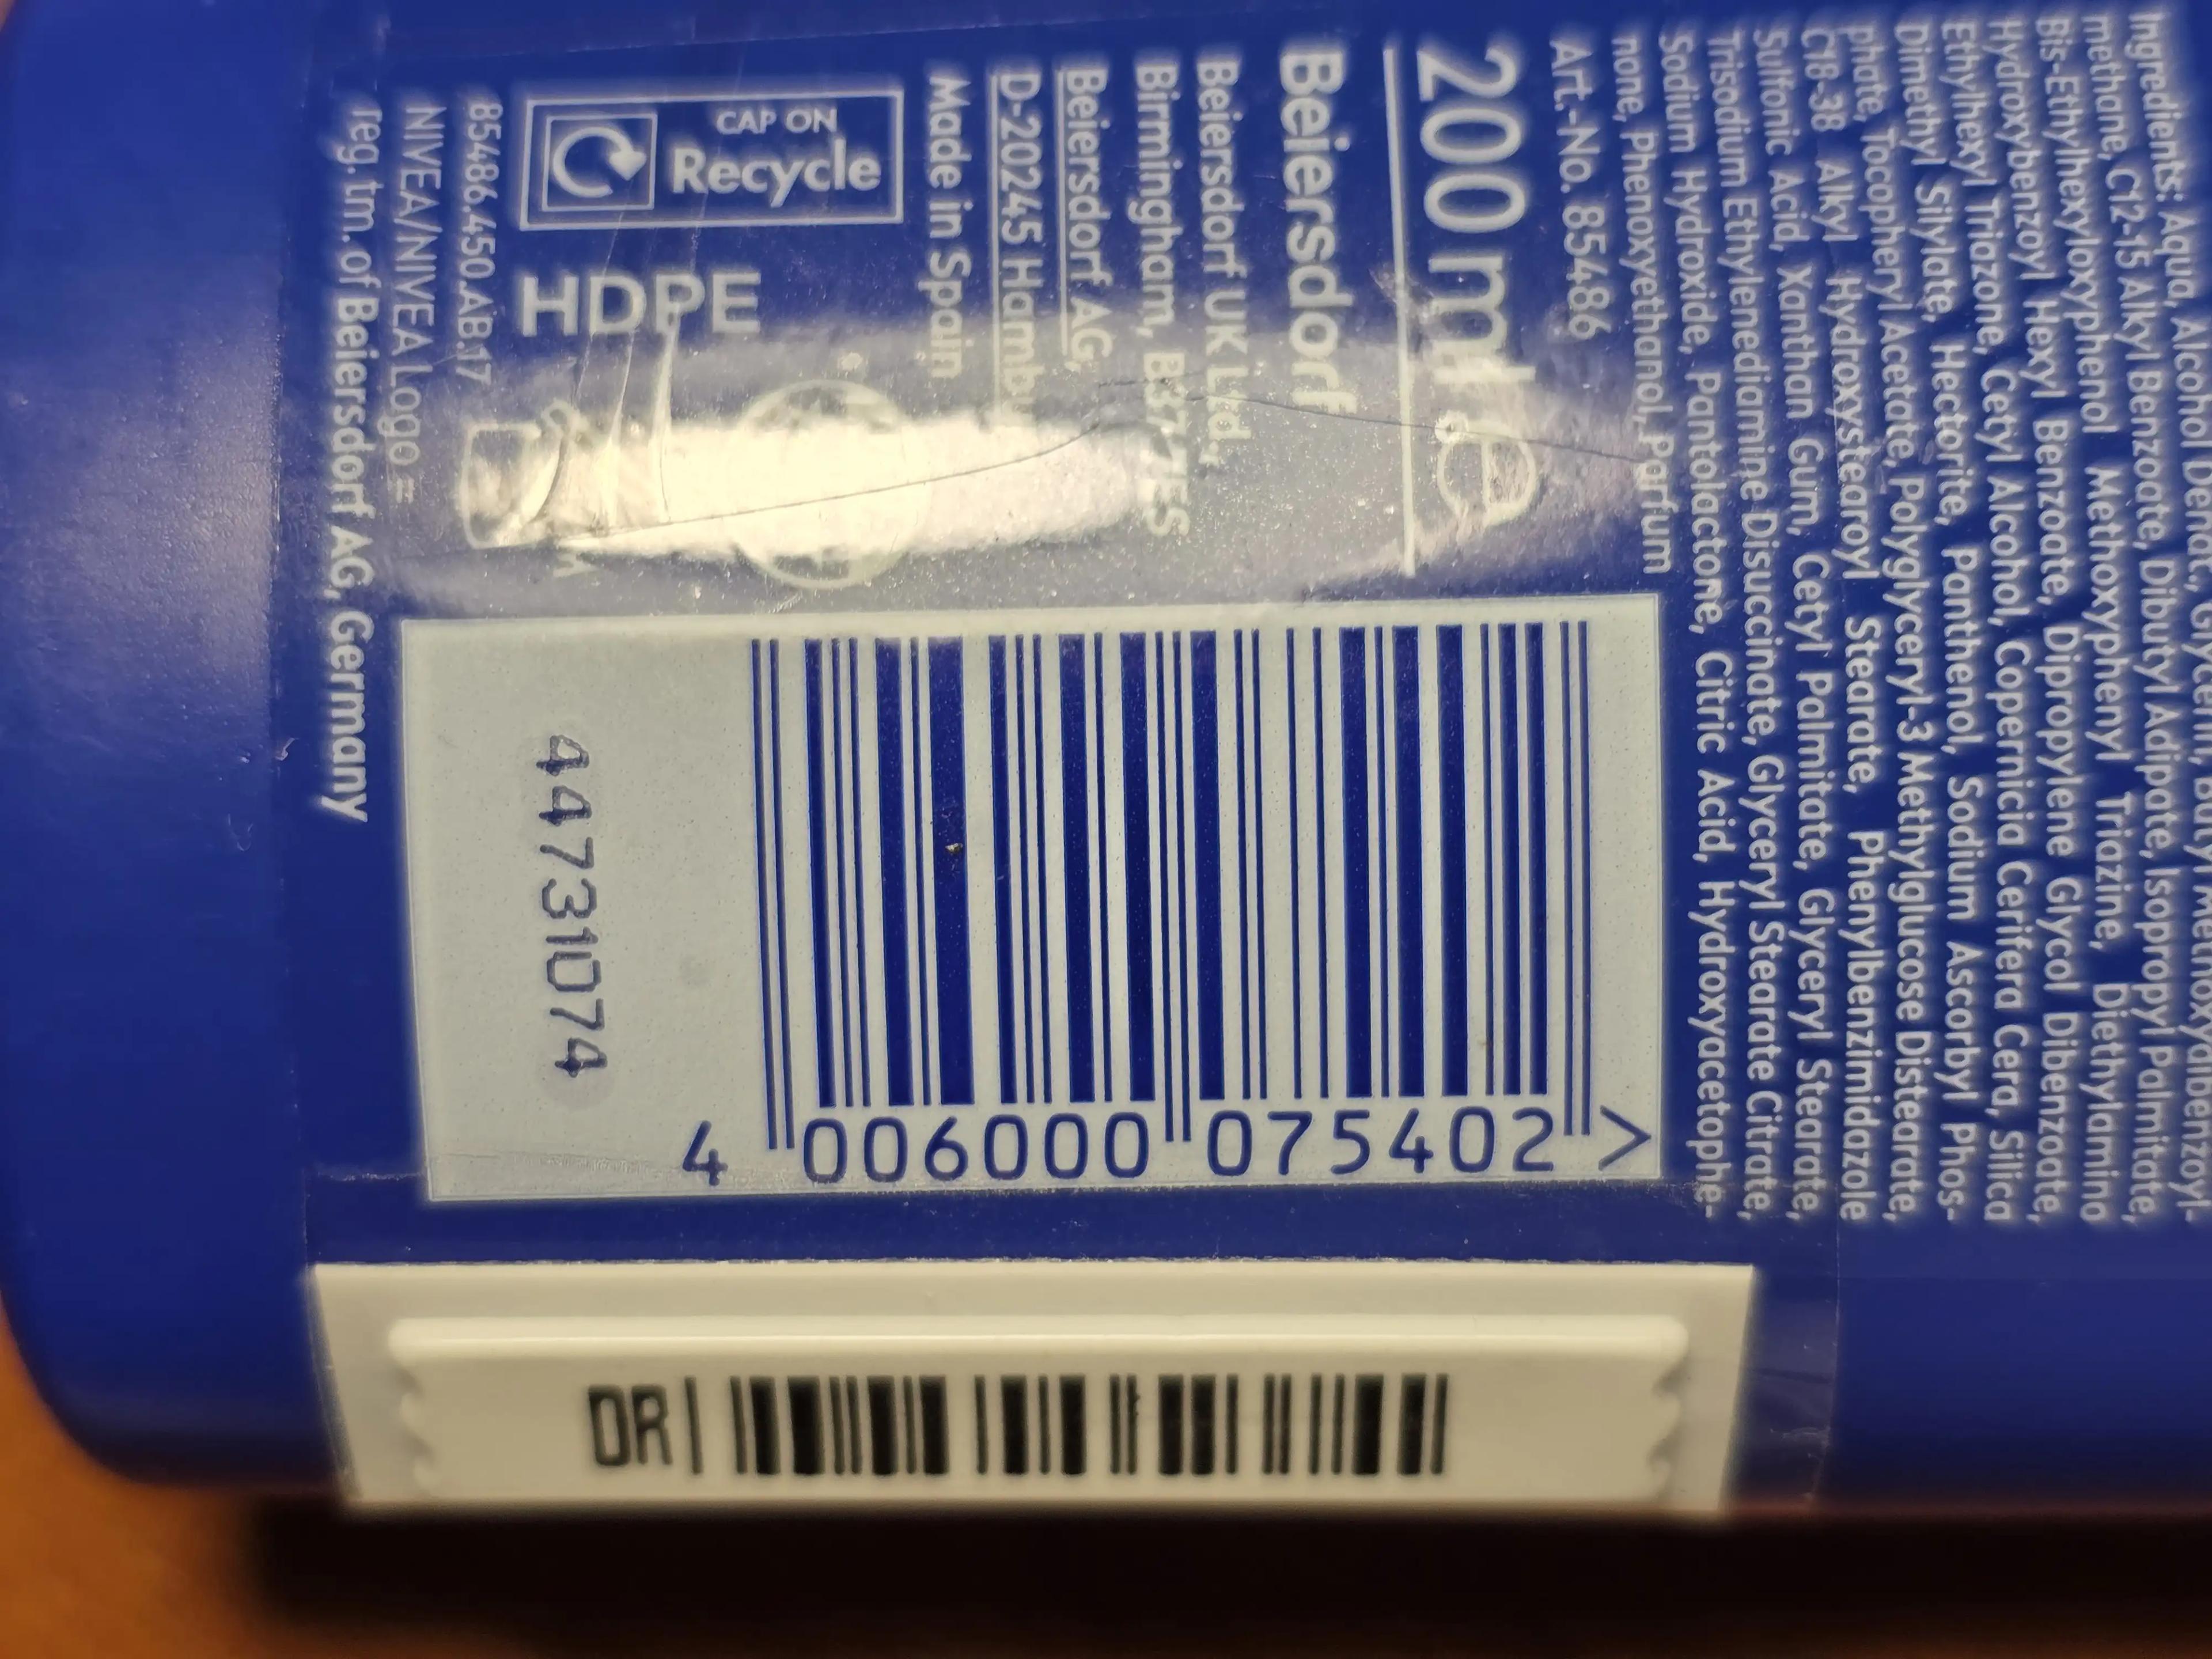 Ingredients: Aqua, Alcohol Denat., Glycerin, Butyl Methoxydibenzoyl-
methane, C12-15 Alkyl Benzoate, Dibutyl Adipate, Isopropyl Palmitate,
Bis-Ethylhexyloxyphenol Methoxyphenyl Triazine, Diethylamino
Hydroxybenzoyl Hexyl Benzoate, Dipropylene Glycol Dibenzoate,
Ethylhexyl Triazone, Cetyl Alcohol, Copernicia Cerifera Cera, Silica
Dimethyl Silylate, Hectorite, Panthenol, Sodium Ascorbyl Phos-
phate, Tocopheryl Acetate, Polyglyceryl-3 Methylglucose Distearate,
C18-38 Alkyl Hydroxystearoyl Stearate, Phenylbenzimidazole
Sulfonic Acid, Xanthan Gum, Cetyl Palmitate, Glyceryl Stearate,
Trisodium Ethylenediamine Disuccinate, Glyceryl Stearate Citrate,
Sodium Hydroxide, Pantolactone, Citric Acid, Hydroxyacetophe-
none, Phenoxyethanol, Parfum
Art.-No. 85486
200 ml e
Beiersdorf
Beiersdorf UK Ltd.,
Birmingham, B37 7ES
Beiersdorf AG,
D-20245 Hamburg
Made in Spain
CAP ON
Recycle
HDPE
85486.450.AB.17
NIVEA/NIVEA Logo =
reg. tm. of Beiersdorf AG, Germany
44731074
4 006000 075402 >
DR